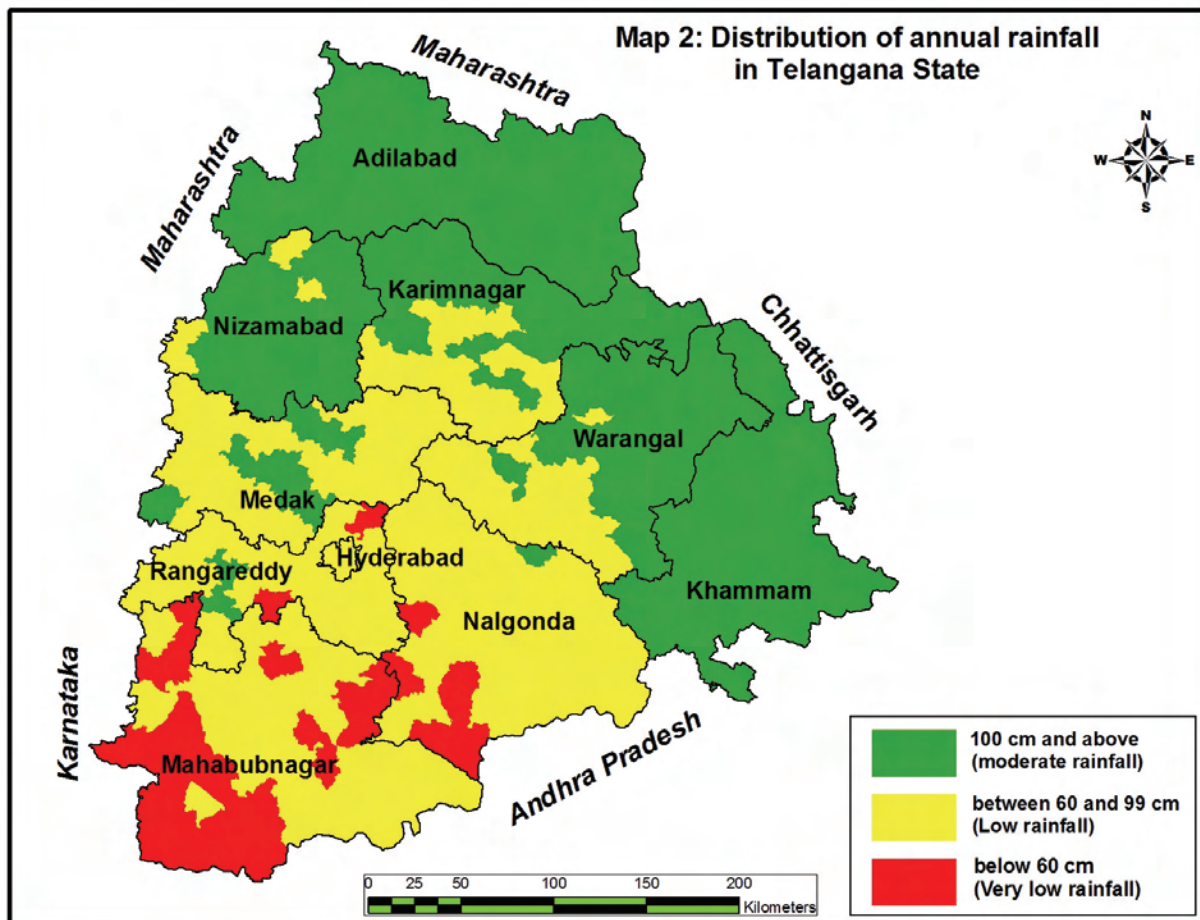 Map 2: Distribution of annual rainfall
in Telangana State
Maharashtra
Maharashtra
N
W
E
S
Adilabad
Karimnagar
Nizamabad
Chhattisgarh
Warangal
Medak
Hyderabad
Rangareddy
Khammam
Nalgonda
Karnataka
Mahabubnagar
Andhra Pradesh
100 cm and above
(moderate rainfall)
between 60 and 99 cm
(Low rainfall)
below 60 cm
(Very low rainfall)
0 25 50 100 150 200
Kilometers